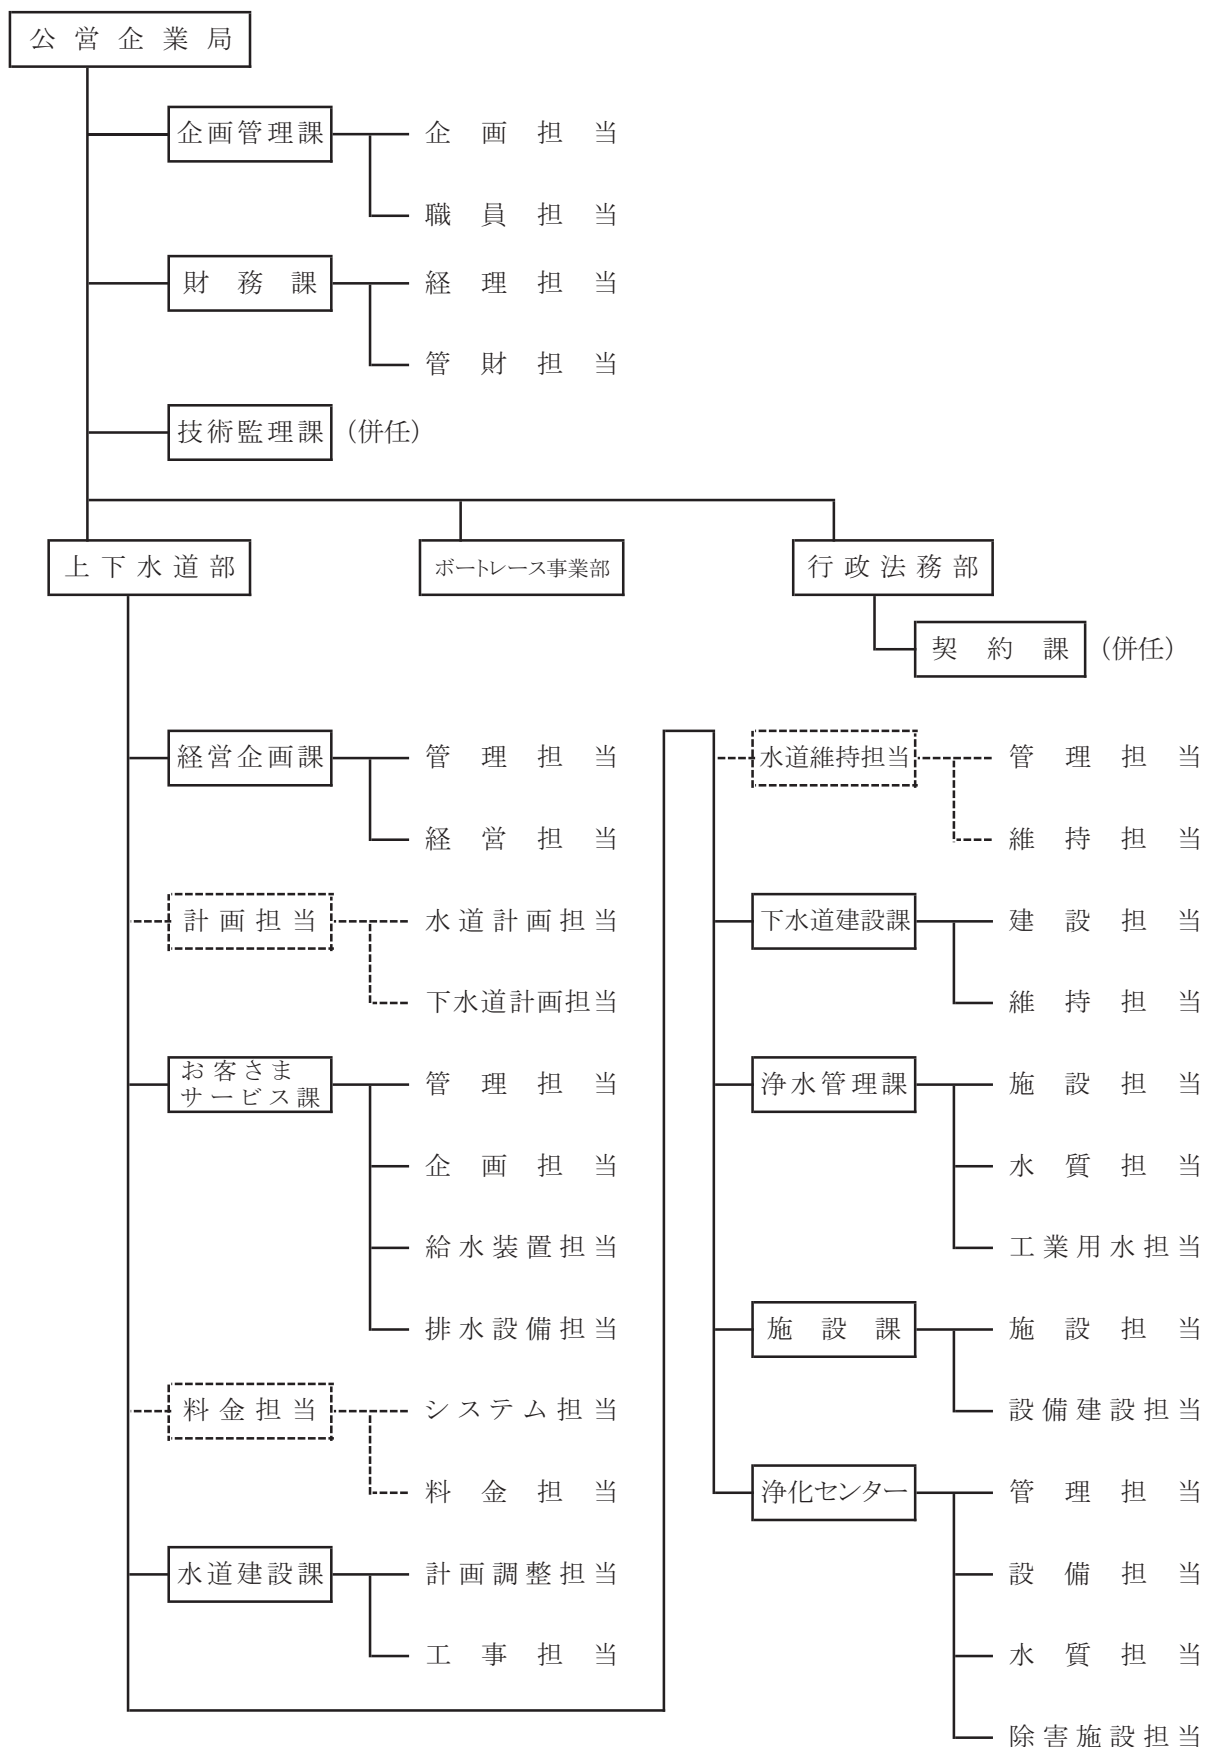 公営企業局
企画管理課
企画担当
職員担当
財務課
経理担当
管財担当
技術監理課 (併任)
上下水道部
ボートレース事業部
行政法務部
契約課 (併任)
経営企画課
管理担当
経営担当
計画担当
水道計画担当
下水道計画担当
お客さま
サービス課
管理担当
企画担当
給水装置担当
排水設備担当
料金担当
システム担当
料金担当
水道建設課
計画調整担当
工事担当
水道維持担当
管理担当
維持担当
下水道建設課
建設担当
維持担当
浄水管理課
施設担当
水質担当
工業用水担当
施設課
施設担当
設備建設担当
浄化センター
管理担当
設備担当
水質担当
除害施設担当